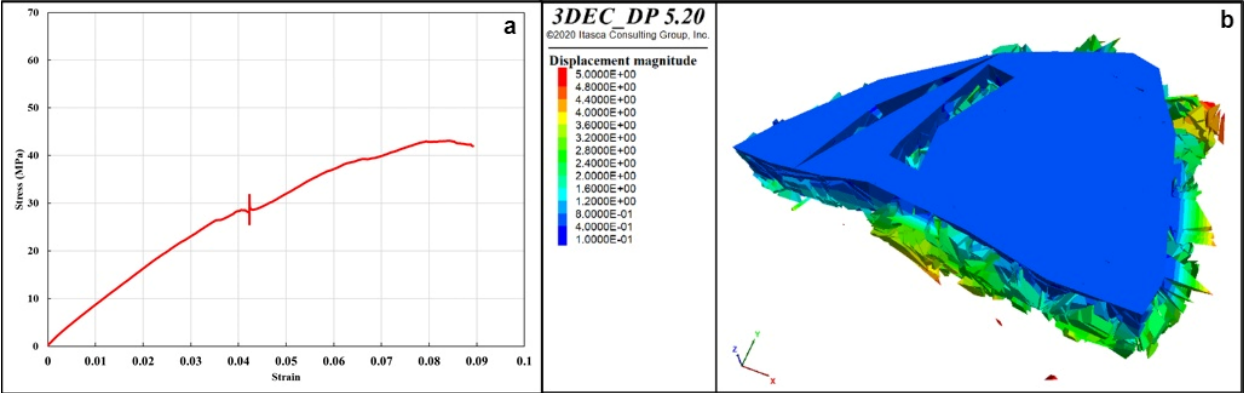 a
70
60
50
40
30
20
10
0
Stress (MPa)
0 0.01 0.02 0.03 0.04 0.05 0.06 0.07 0.08 0.09 0.1
Strain
3DEC_DP 5.20
©2020 Itasca Consulting Group, Inc.
Displacement magnitude
5.0000E+00
4.8000E+00
4.4000E+00
4.0000E+00
3.6000E+00
3.2000E+00
2.8000E+00
2.4000E+00
2.0000E+00
1.6000E+00
1.2000E+00
8.0000E-01
4.0000E-01
1.0000E-01
b
Y
Z
X